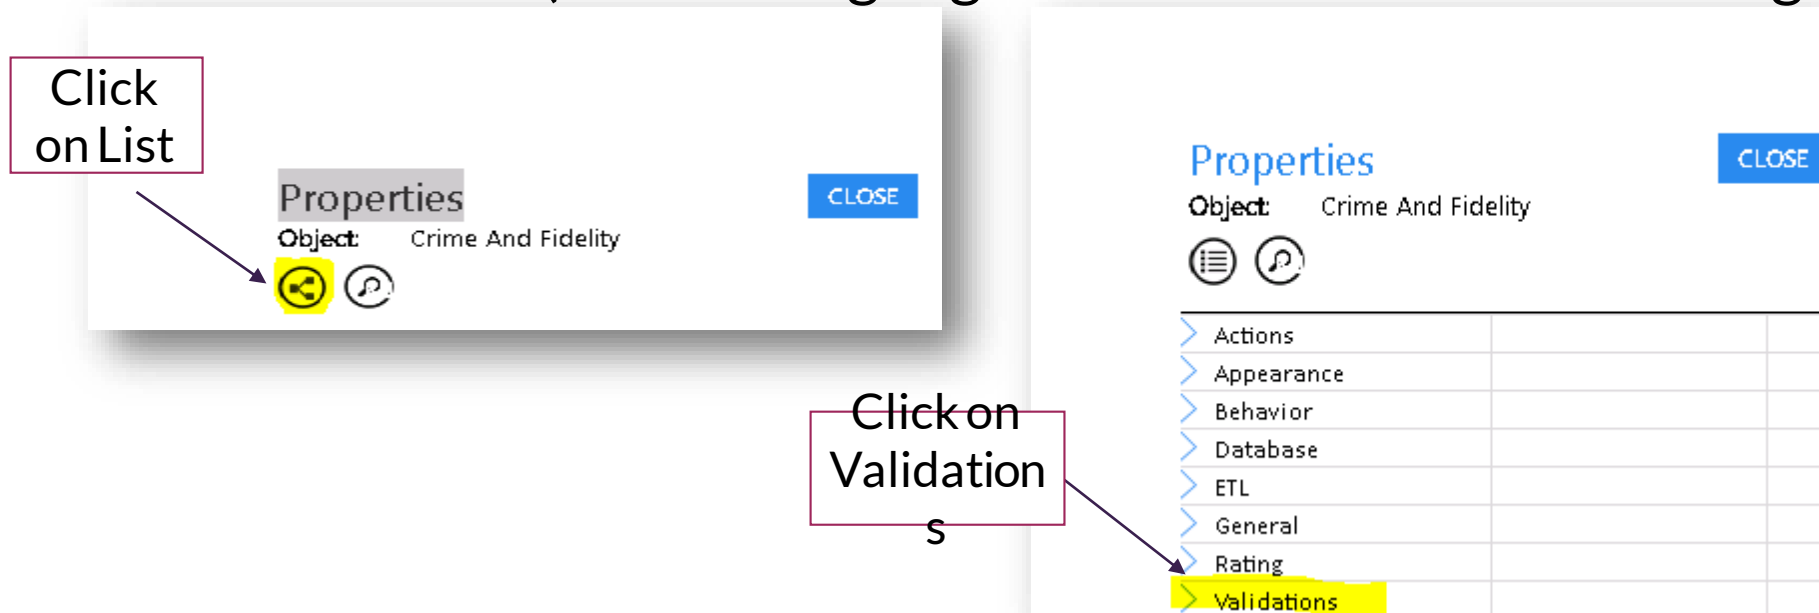 Click
on List
Properties
CLOSE
Object: Crime And Fidelity
Click on
Validation
s
Properties
CLOSE
Object: Crime And Fidelity
Actions
Appearance
Behavior
Database
ETL
General
Rating
Validations